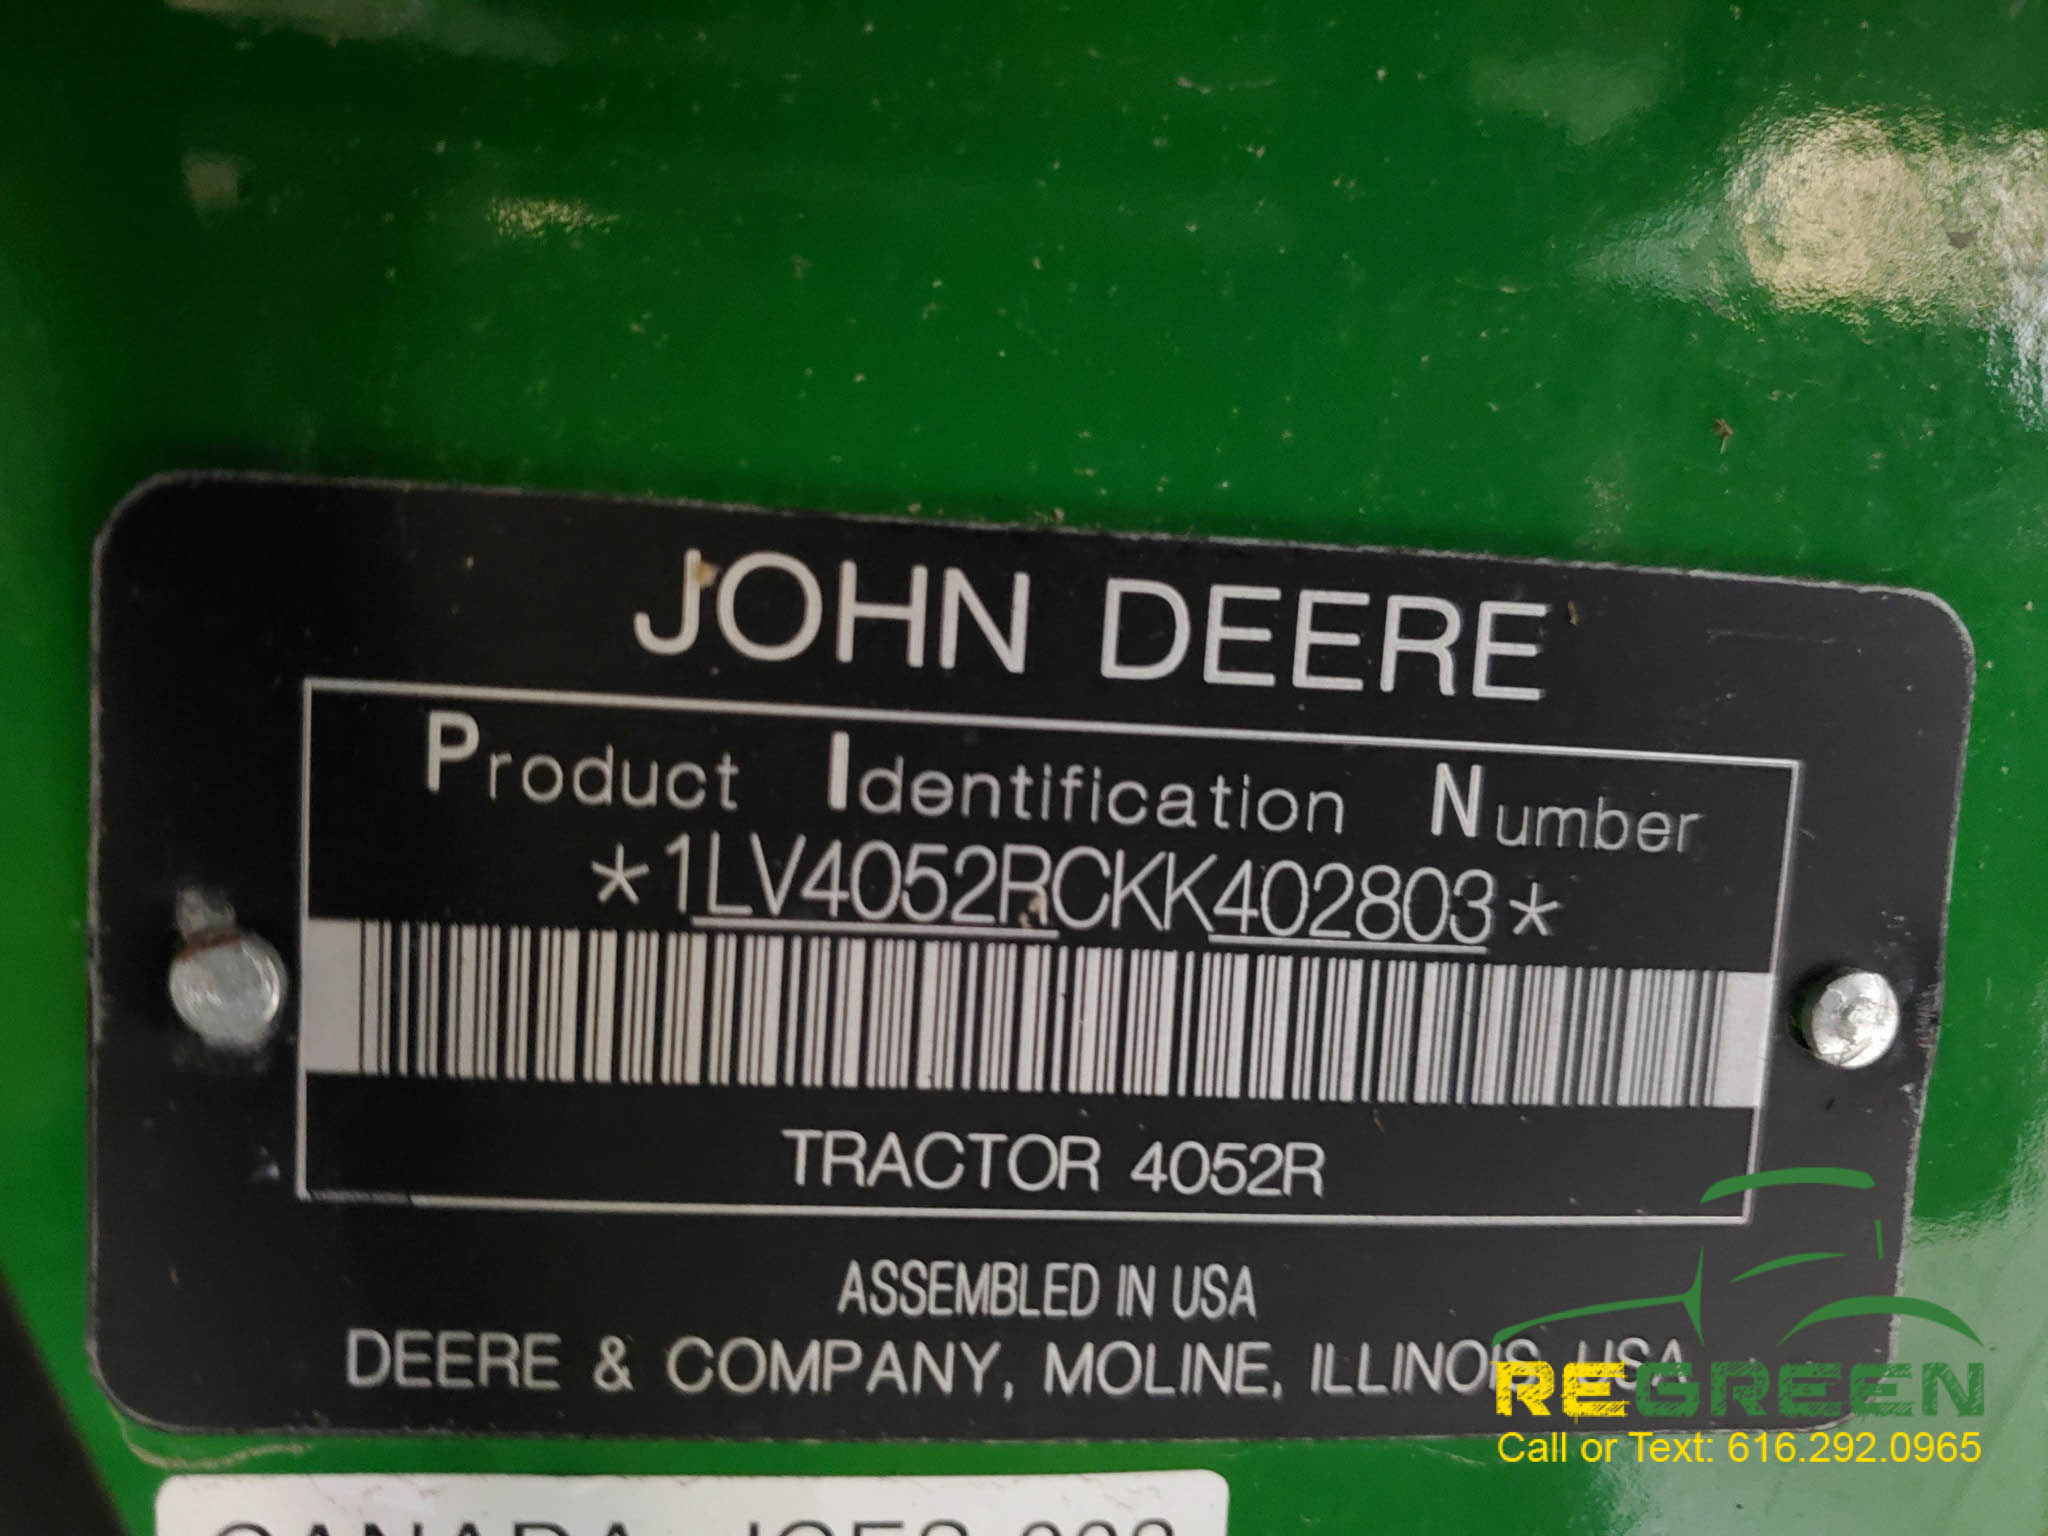 JOHN DEERE
Product Identification Number
*1LV4052RCKK402803*
TRACTOR 4052R
ASSEMBLED IN USA
DEERE & COMPANY, MOLINE, ILLINOIS, USA
REGREEN
Call or Text: 616.292.0965
CANADA